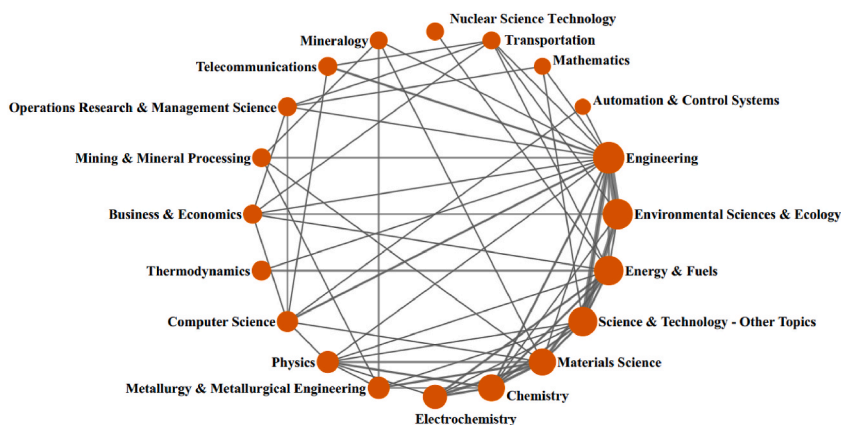 Nuclear Science Technology
Mineralogy
Transportation
Telecommunications
Mathematics
Operations Research & Management Science
Automation & Control Systems
Mining & Mineral Processing
Engineering
Business & Economics
Environmental Sciences & Ecology
Thermodynamics
Energy & Fuels
Computer Science
Science & Technology - Other Topics
Physics
Materials Science
Metallurgy & Metallurgical Engineering
Chemistry
Electrochemistry